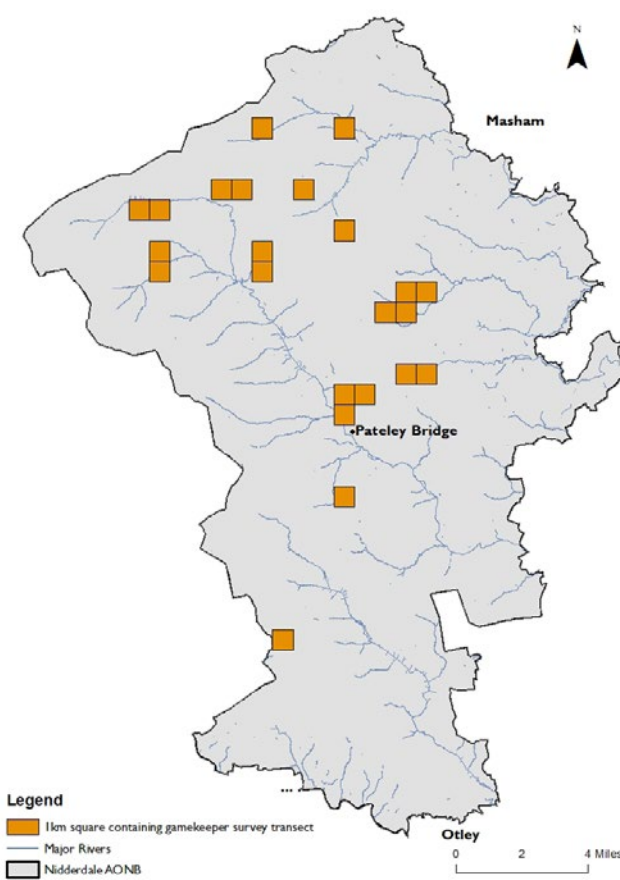 N
Masham
Pateley Bridge
Otley
Legend
1km square containing gamekeeper survey transect
Major Rivers
Nidderdale AONB
0 2 4 Miles